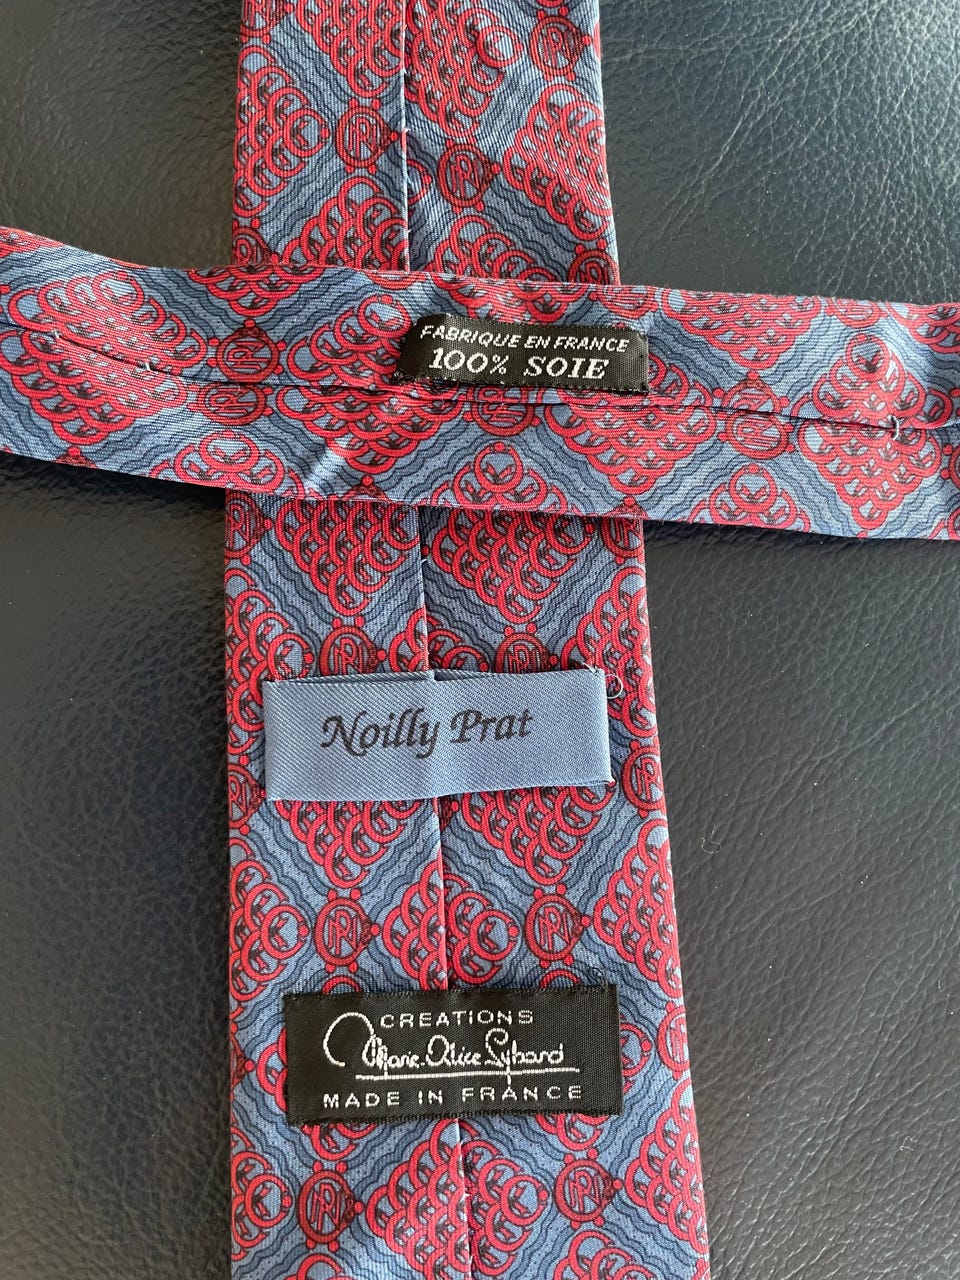 FABRIQUE EN FRANCE
100% SOIE
Noilly Prat
CREATIONS
Marie-Alice Sybard
MADE IN FRANCE